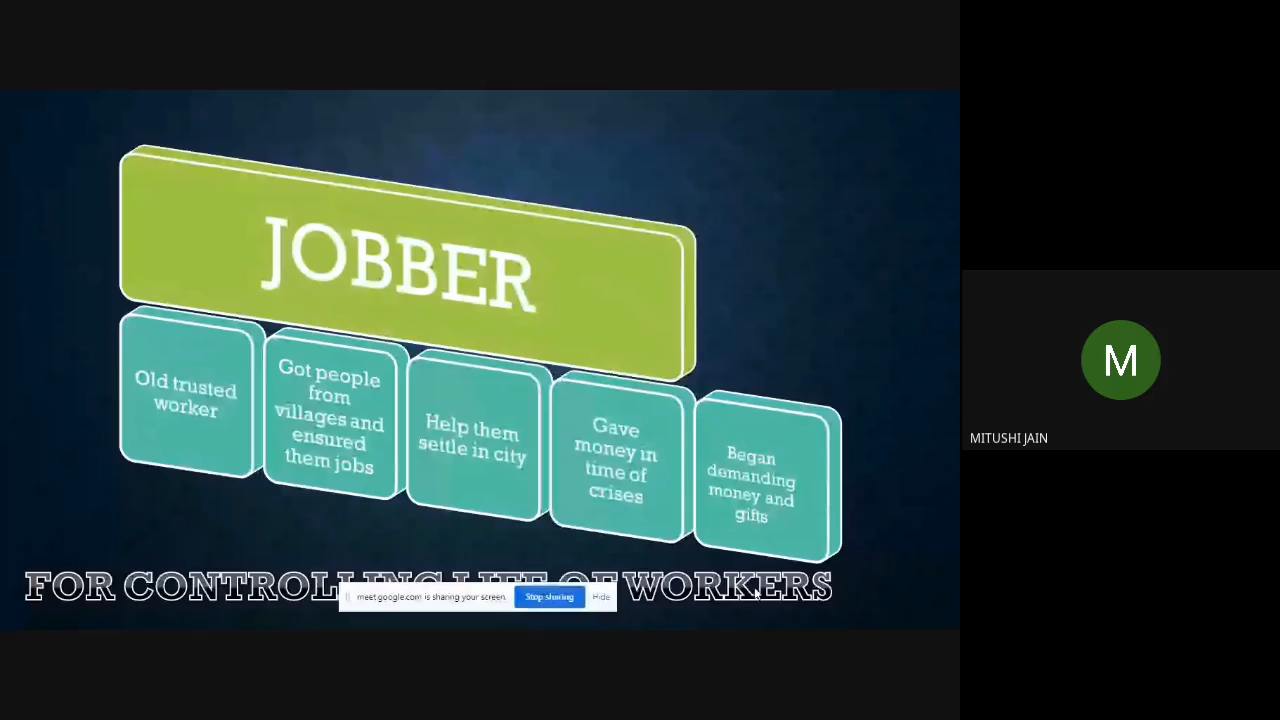 JOBBER
Old trusted
worker
Got people
from
villages and
ensured
them jobs
Help them
settle in city
Gave
money in
time of
crises
Began
demanding
money and
gifts
FOR CONTROLLING LIFE OF WORKERS
meet.google.com is sharing your screen.
Stop sharing
Hide
M
MITUSHI JAIN